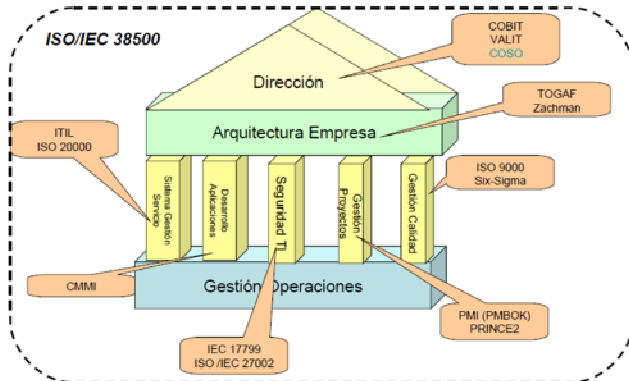 ISO/IEC 38500
COBIT
VALIT
COSO
Dirección
TOGAF
Zachman
Arquitectura Empresa
ITIL
ISO 20000
Sistema Gestión
Servicio
Desarrollo
Aplicaciones
Seguridad TI
Gestión
Proyectos
Gestión Calidad
ISO 9000
Six-Sigma
CMMI
Gestión Operaciones
IEC 17799
ISO /IEC 27002
PMI (PMBOK)
PRINCE2